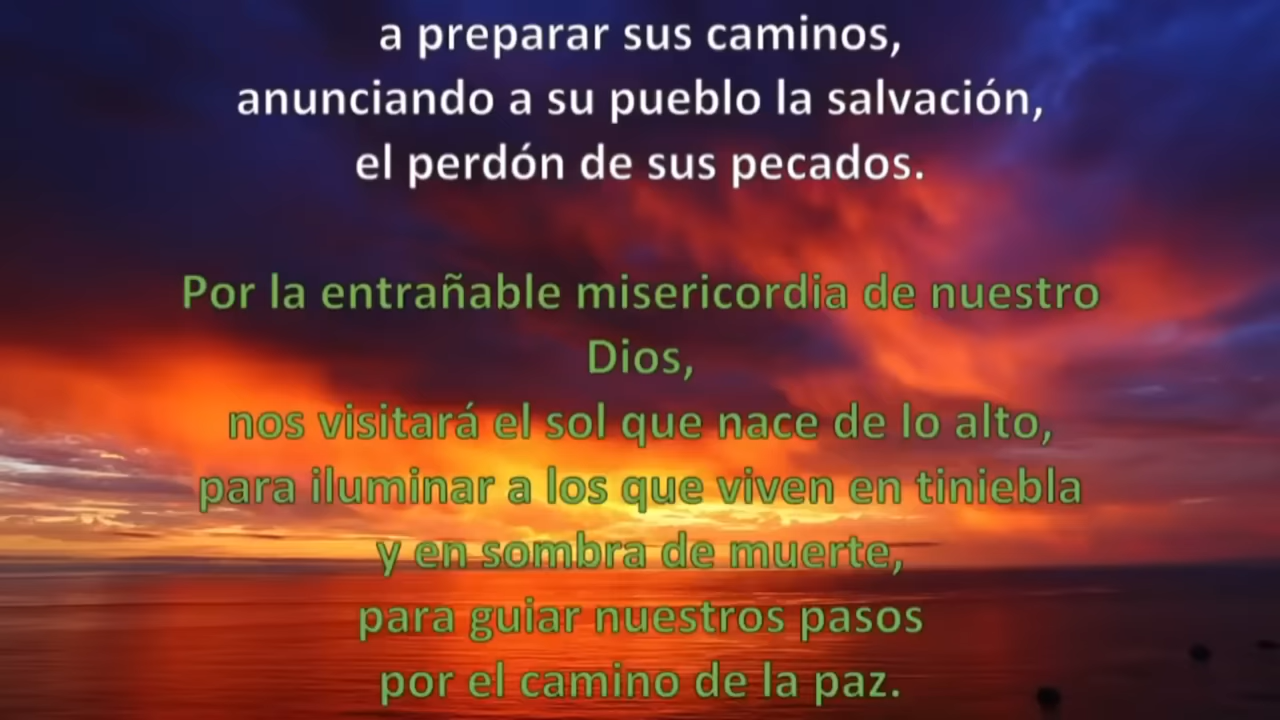 a preparar sus caminos,
anunciando a su pueblo la salvación,
el perdón de sus pecados.
Por la entrañable misericordia de nuestro
Dios,
nos visitará el sol que nace de lo alto,
para iluminar a los que viven en tiniebla
y en sombra de muerte,
para guiar nuestros pasos
por el camino de la paz.